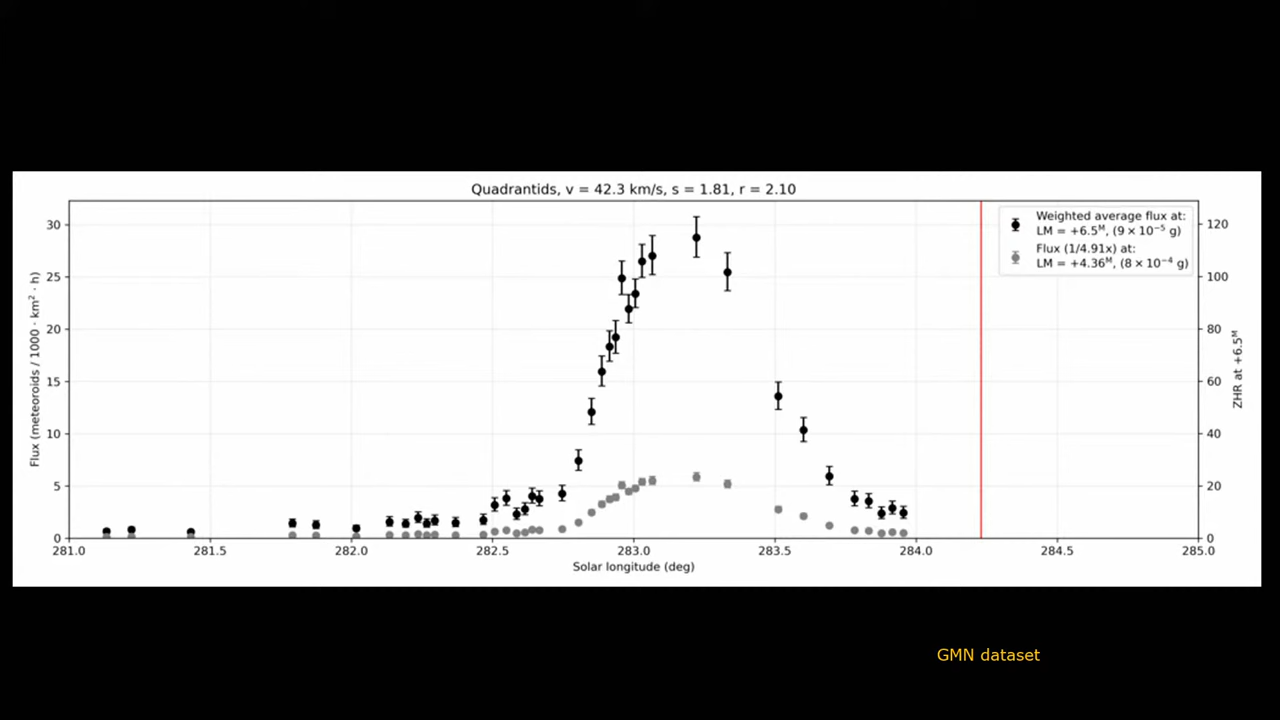 Quadrantids, v = 42.3 km/s, s = 1.81, r = 2.10
Weighted average flux at:
LM = +6.5ᴹ, (9 × 10⁻⁵ g)
Flux (1/4.91x) at:
LM = +4.36ᴹ, (8 × 10⁻⁴ g)
Flux (meteoroids / 1000 · km² · h)
30
25
20
15
10
5
0
120
100
80
60
40
20
0
ZHR at +6.5ᴹ
281.0 281.5 282.0 282.5 283.0 283.5 284.0 284.5 285.0
Solar longitude (deg)
GMN dataset